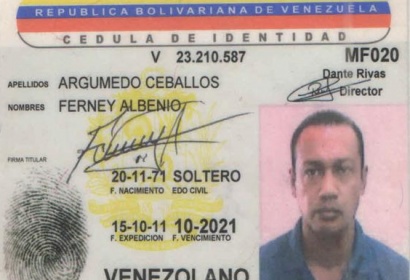 REPUBLICA BOLIVARIANA DE VENEZUELA
CEDULA DE IDENTIDAD
V 23.210.587 MF020
Dante Rivas
Director
APELLIDOS ARGUMEDO CEBALLOS
NOMBRES FERNEY ALBENIO
FIRMA TITULAR
20-11-71 SOLTERO
F. NACIMIENTO EDO CIVIL
15-10-11 10-2021
F. EXPEDICION F. VENCIMIENTO
VENEZOLANO